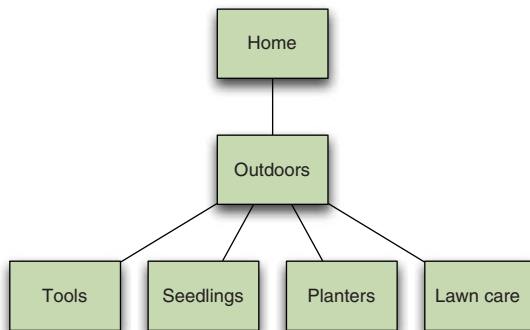 Home
Outdoors
Tools
Seedlings
Planters
Lawn care